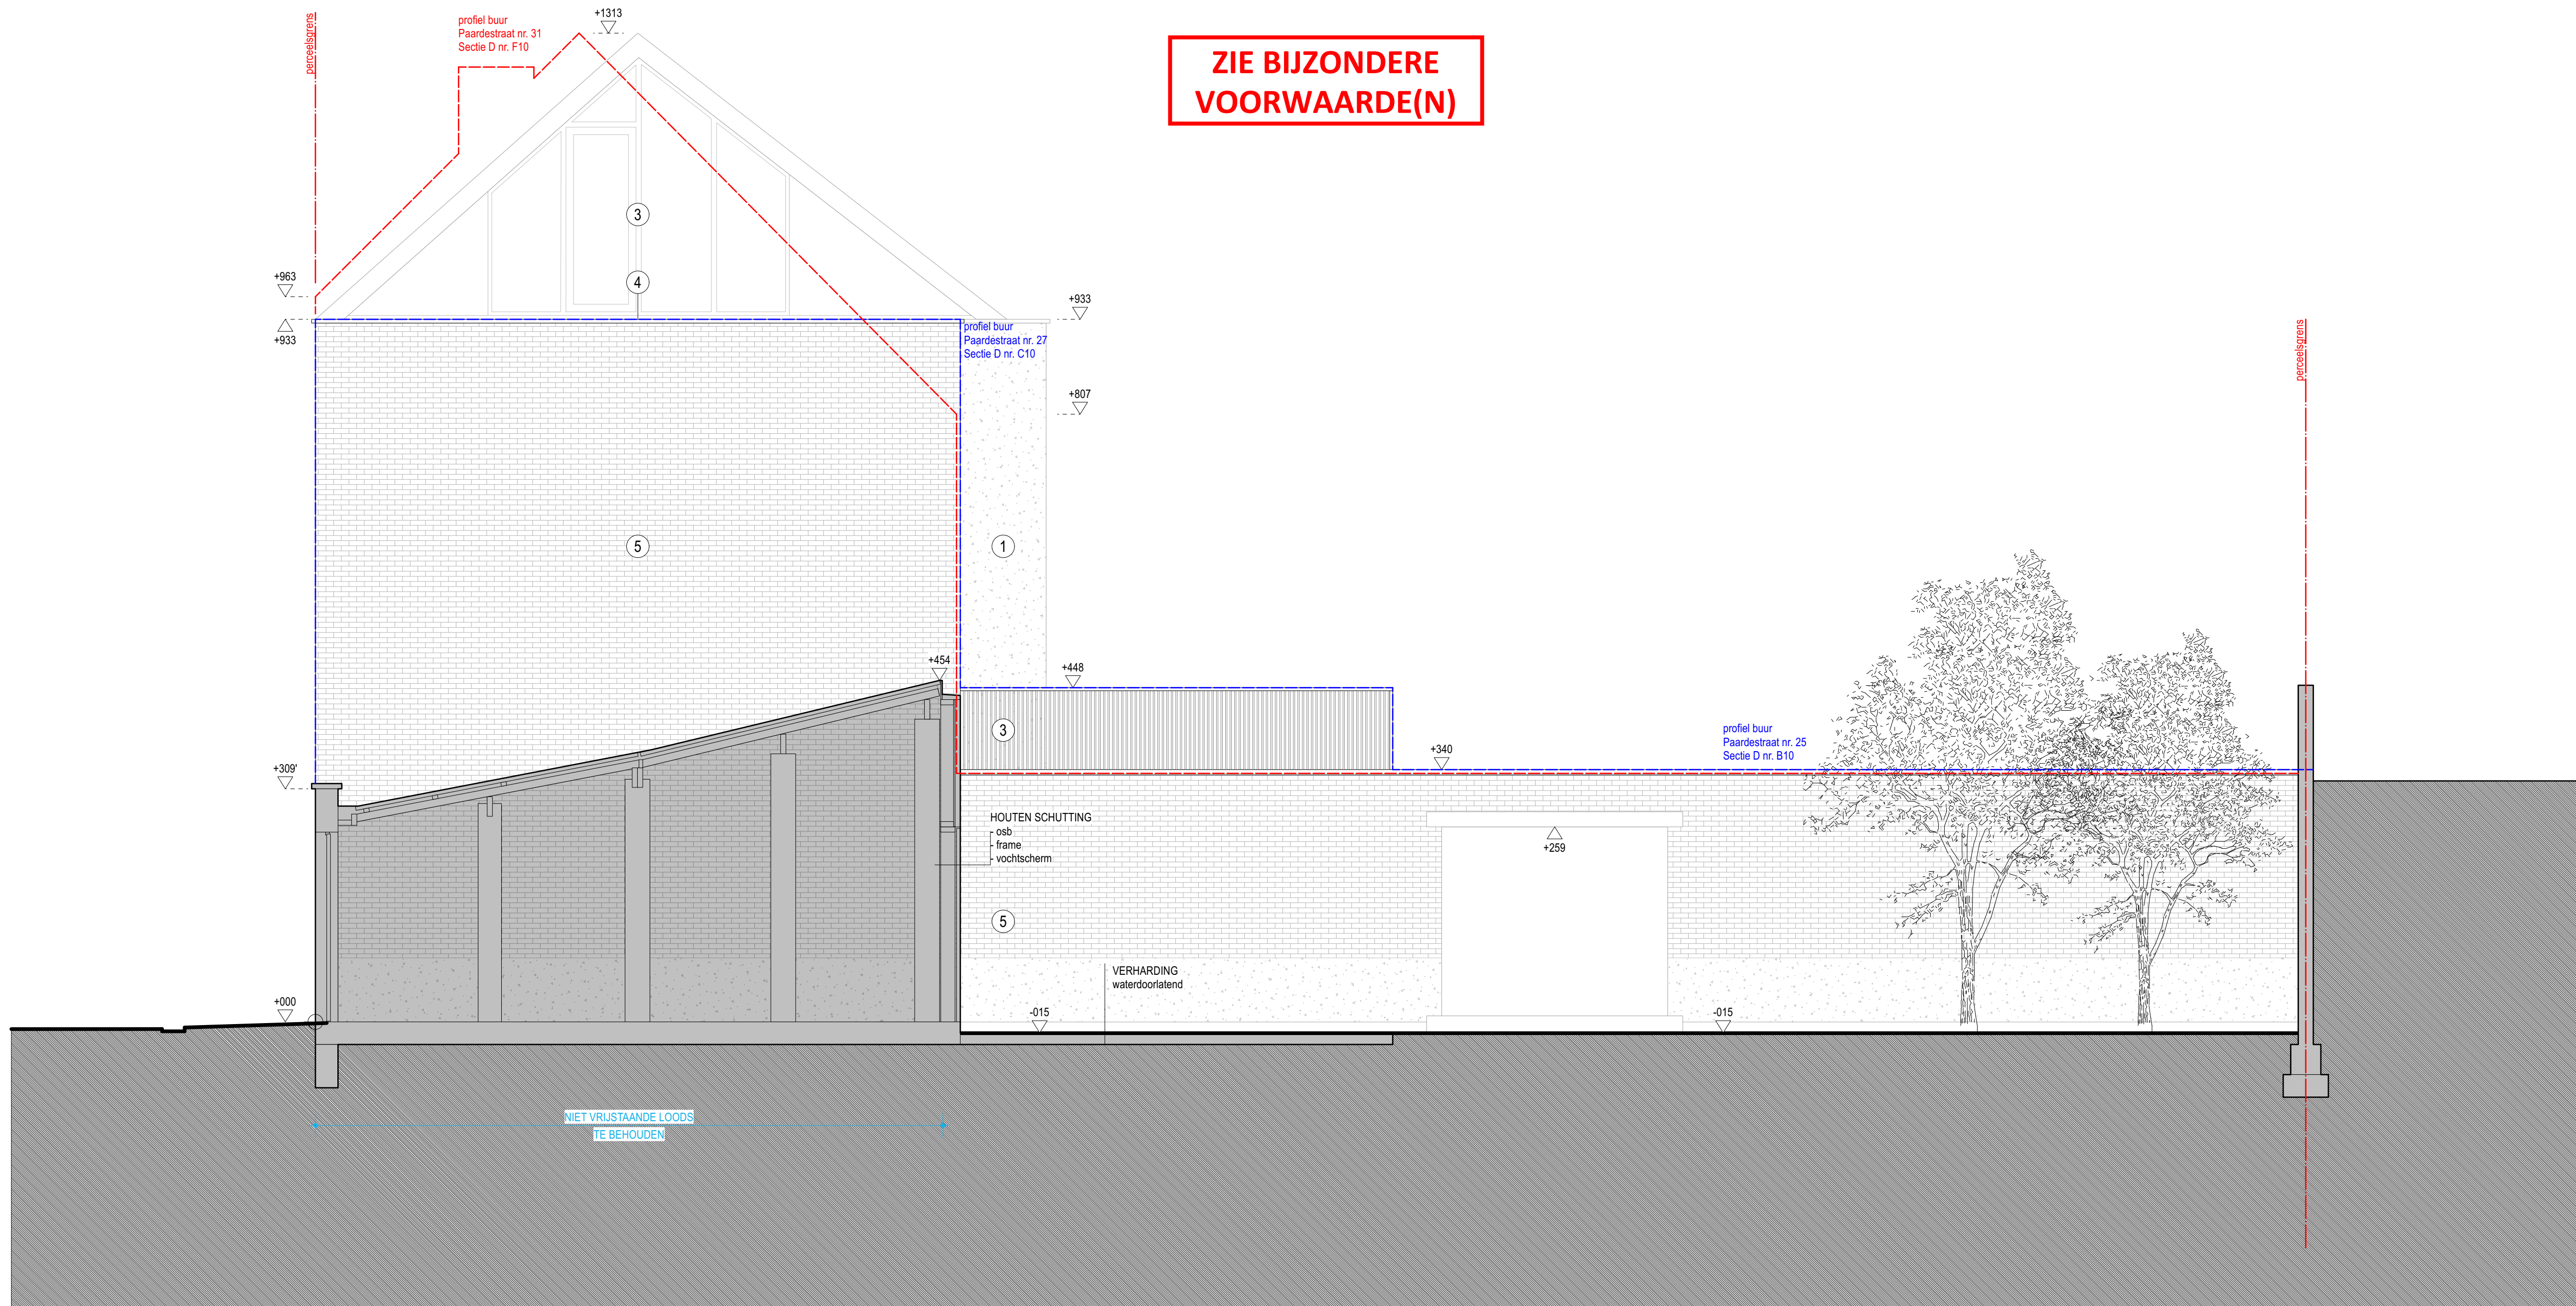 perceelsgrens
profiel buur
Paardestraat nr. 31
Sectie D nr. F10
+1313
ZIE BIJZONDERE
VOORWAARDE(N)
3
4
+963
+933
+933
profiel buur
Paardestraat nr. 27
Sectie D nr. C10
perceelsgrens
+807
5
1
+454
+448
3
profiel buur
Paardestraat nr. 25
Sectie D nr. B10
+340
+309'
HOUTEN SCHUTTING
- osb
- frame
- vochtscherm
+259
5
VERHARDING
waterdoorlatend
+000
-015
-015
NIET VRIJSTAANDE LOODS
TE BEHOUDEN